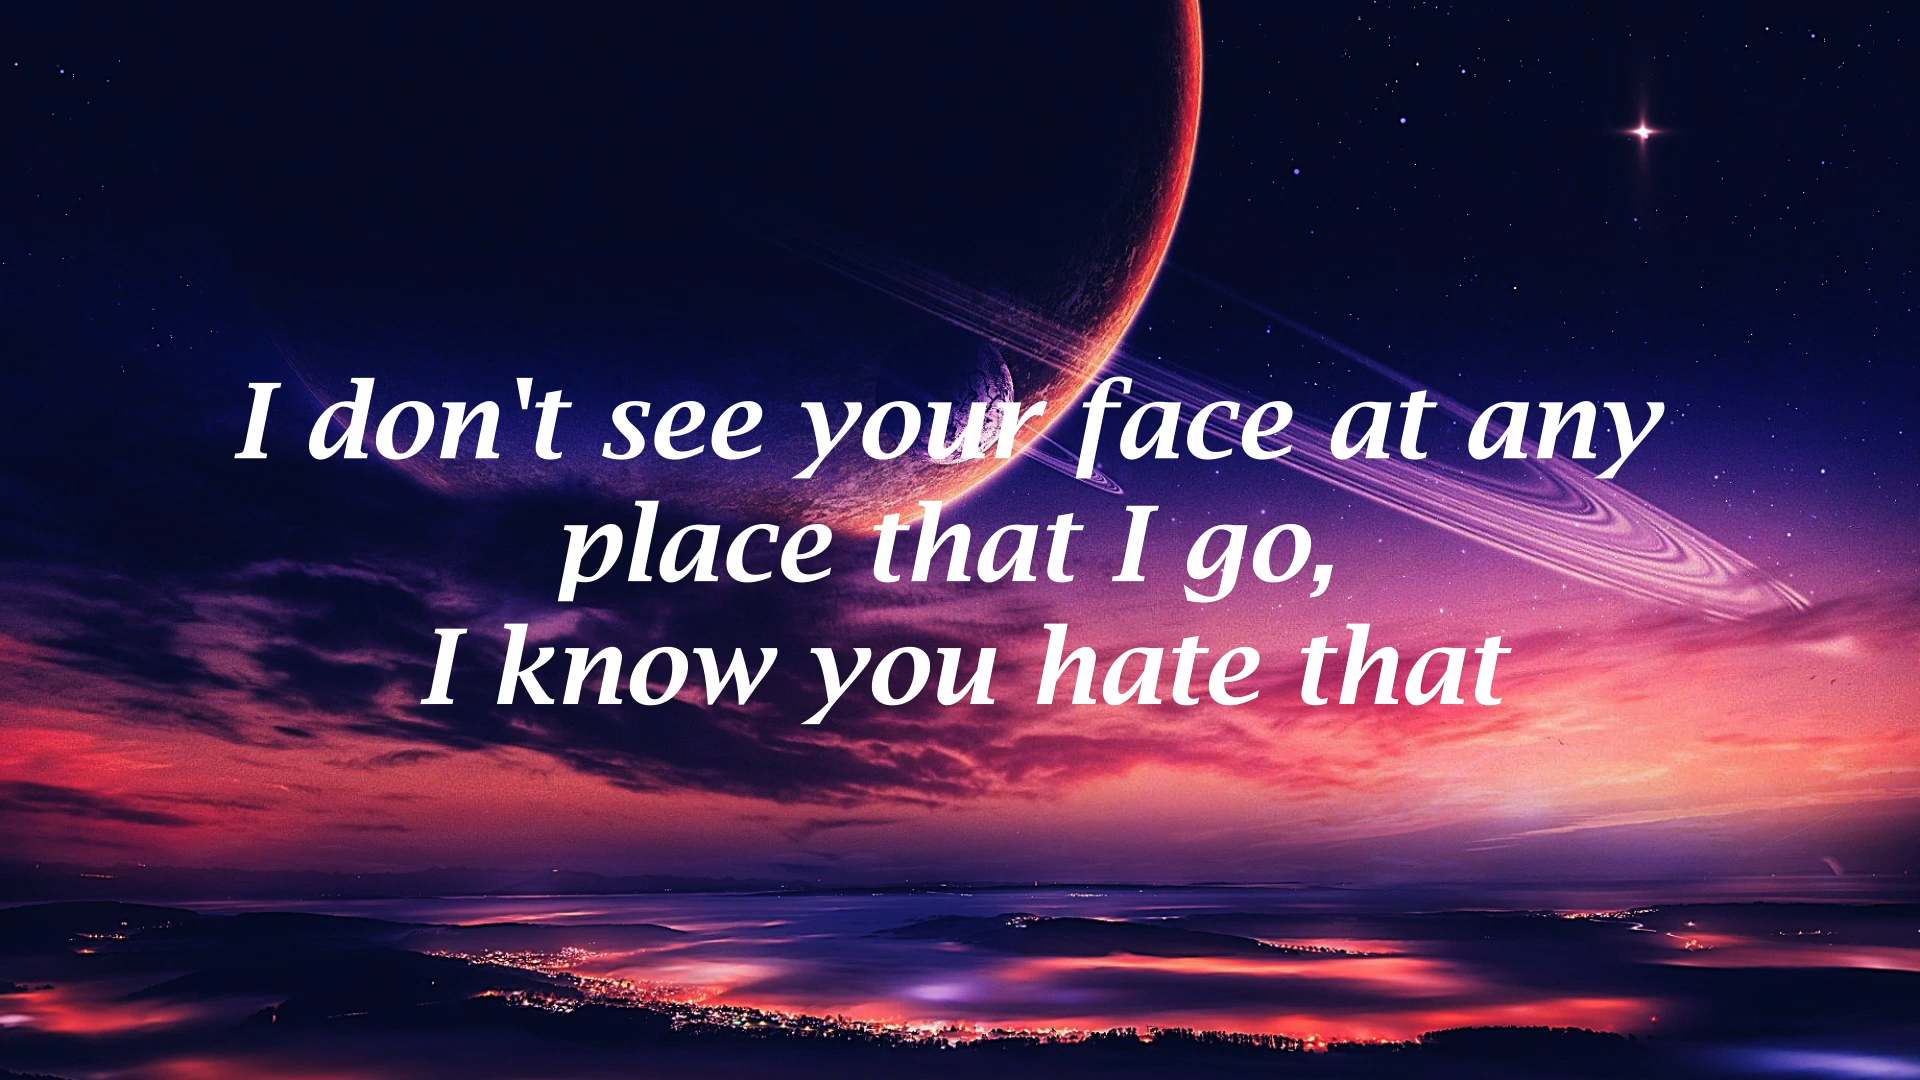 I don't see your face at any
place that I go,
I know you hate that